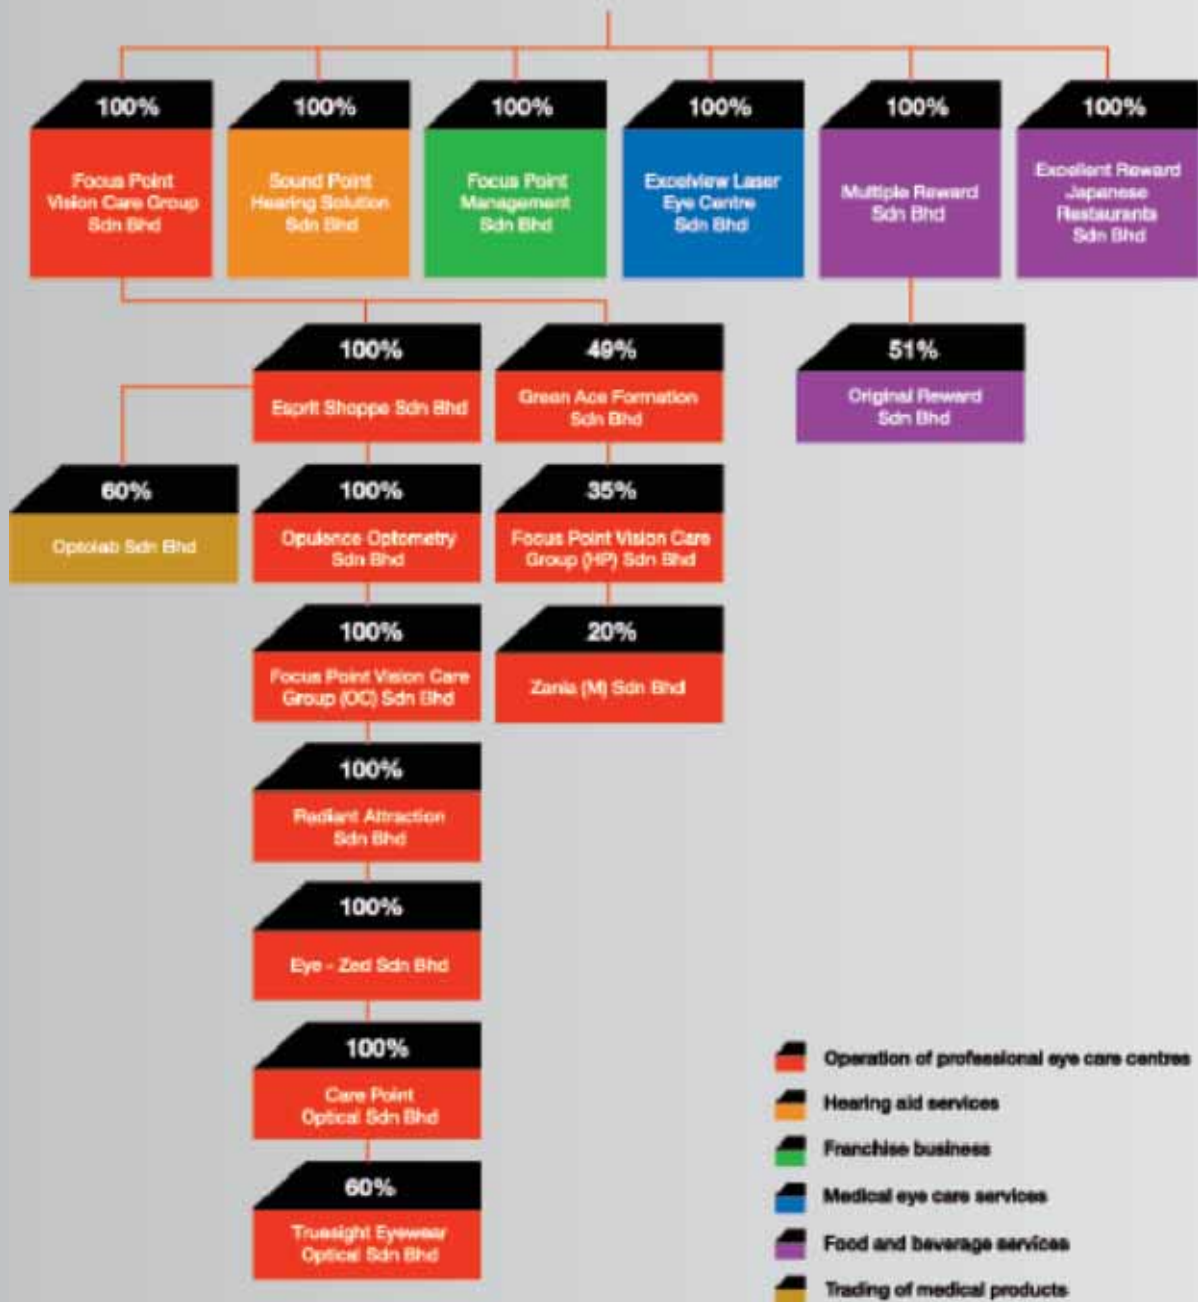 100%
100%
100%
100%
100%
100%
Focus Point
Vision Care Group
Sdn Bhd
Sound Point
Hearing Solution
Sdn Bhd
Focus Point
Management
Sdn Bhd
Excelview Laser
Eye Centre
Sdn Bhd
Multiple Reward
Sdn Bhd
Excellent Reward
Japanese
Restaurants
Sdn Bhd
100%
Esprit Shoppe Sdn Bhd
49%
Green Ace Formation
Sdn Bhd
51%
Original Reward
Sdn Bhd
60%
Optolab Sdn Bhd
100%
Opulence Optometry
Sdn Bhd
35%
Focus Point Vision Care
Group (HP) Sdn Bhd
100%
Focus Point Vision Care
Group (OC) Sdn Bhd
20%
Zania (M) Sdn Bhd
100%
Radiant Attraction
Sdn Bhd
100%
Eye - Zed Sdn Bhd
100%
Care Point
Optical Sdn Bhd
60%
Truesight Eyewear
Optical Sdn Bhd
Operation of professional eye care centres
Hearing aid services
Franchise business
Medical eye care services
Food and beverage services
Trading of medical products